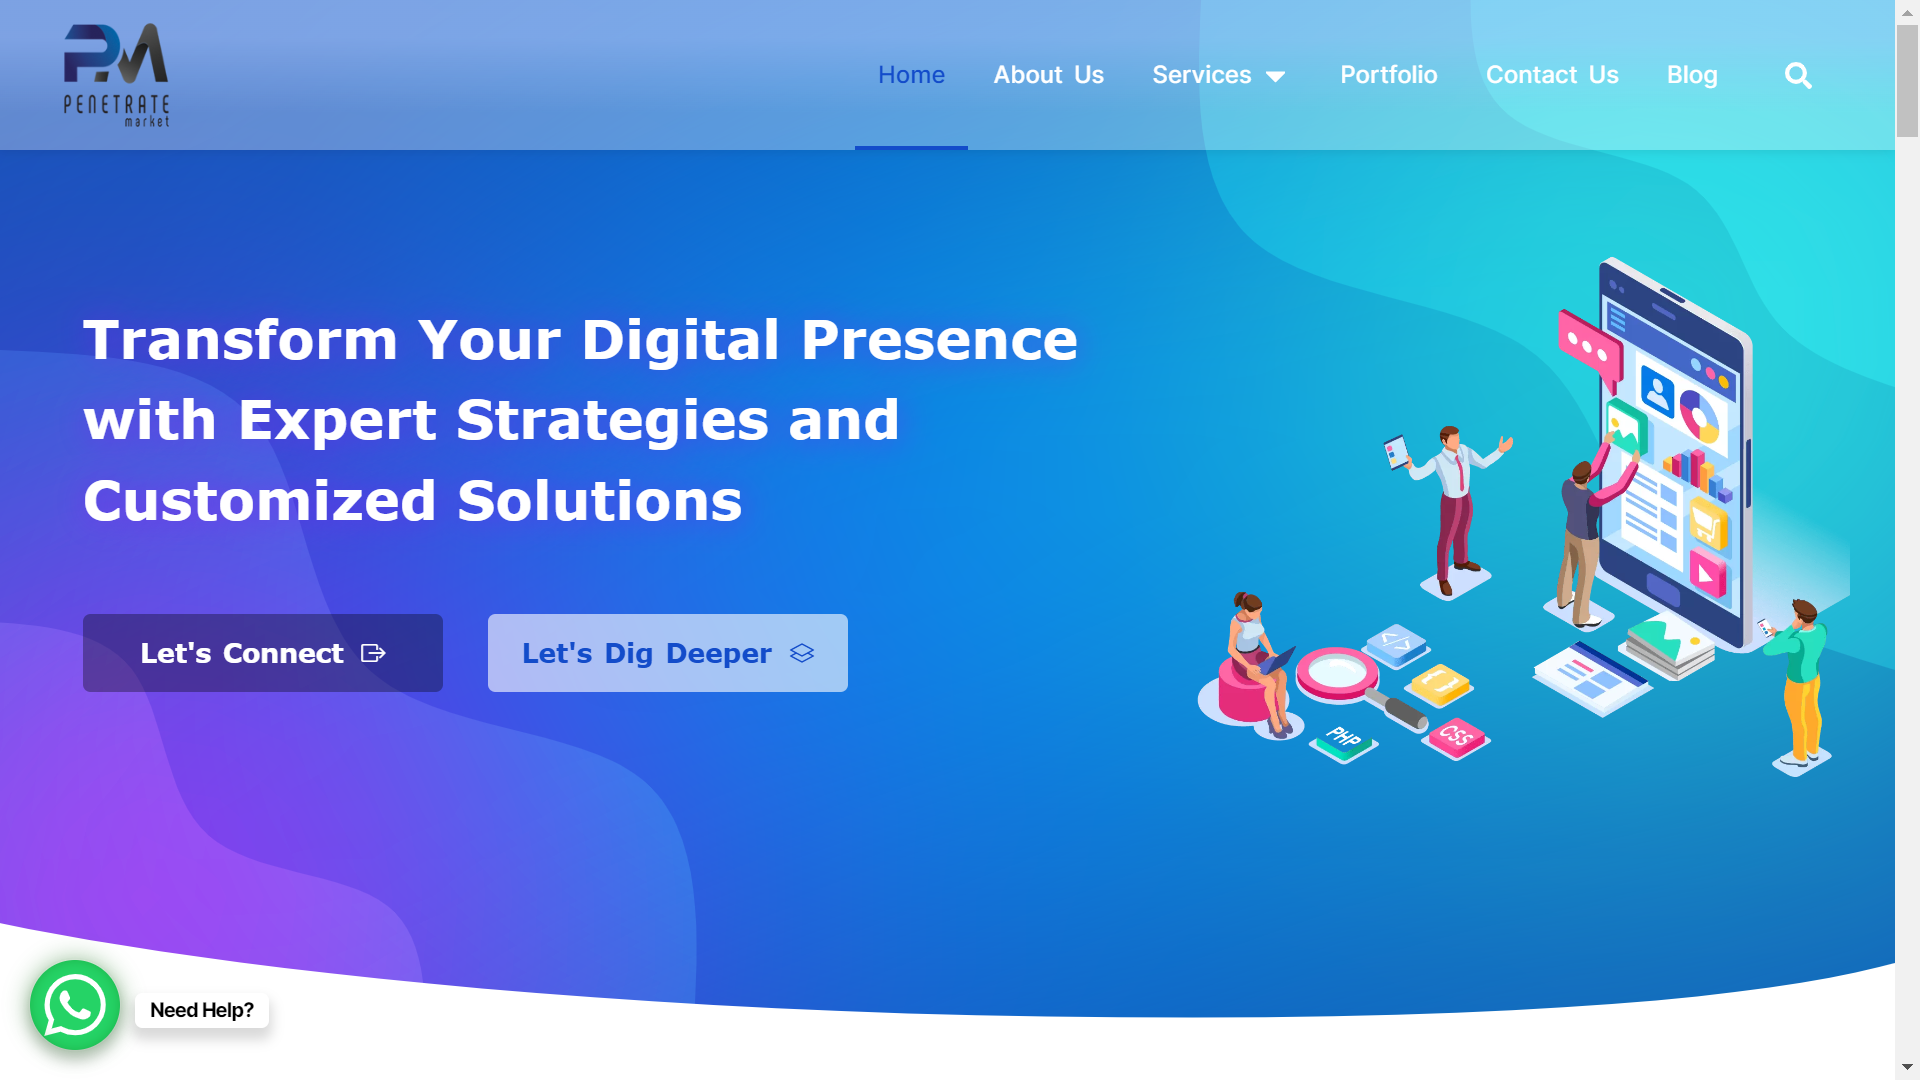 PM
PENETRATE
market
Home
About Us
Services
Portfolio
Contact Us
Blog
Transform Your Digital Presence
with Expert Strategies and
Customized Solutions
Let's Connect
Let's Dig Deeper
</>
PHP
CSS
Need Help?